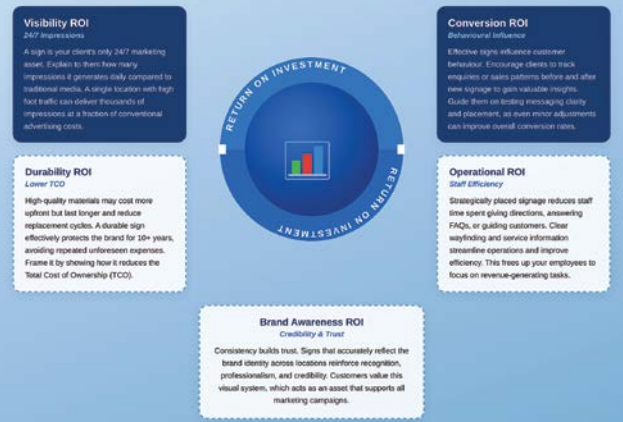 Visibility ROI
24/7 Impressions
A sign is your client's only 24/7 marketing
asset. Explain to them how many
impressions it generates daily compared to
traditional media. A single location with high
foot traffic can deliver thousands of
impressions at a fraction of conventional
advertising costs.
Conversion ROI
Behavioural Influence
Effective signs influence customer
behaviour. Encourage clients to track
enquiries or sales patterns before and after
new signage to gain valuable insights.
Guide them on testing messaging clarity
and placement, as even minor adjustments
can improve overall conversion rates.
RETURN ON INVESTMENT
RETURN ON INVESTMENT
Durability ROI
Lower TCO
High-quality materials may cost more
upfront but last longer and reduce
replacement cycles. A durable sign
effectively protects the brand for 10+ years,
avoiding repeated unforeseen expenses.
Frame it by showing how it reduces the
Total Cost of Ownership (TCO).
Operational ROI
Staff Efficiency
Strategically placed signage reduces staff
time spent giving directions, answering
FAQs, or guiding customers. Clear
wayfinding and service information
streamline operations and improve
efficiency. This frees up your employees to
focus on revenue-generating tasks.
Brand Awareness ROI
Credibility & Trust
Consistency builds trust. Signs that accurately reflect the
brand identity across locations reinforce recognition,
professionalism, and credibility. Customers value this
visual system, which acts as an asset that supports all
marketing campaigns.